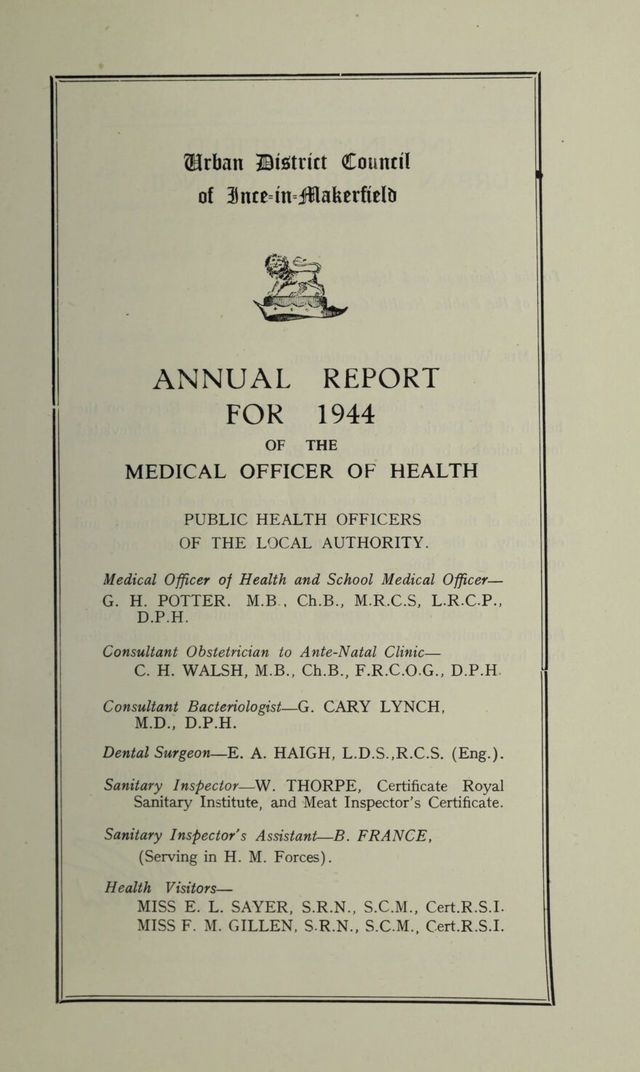 Urban District Council
of Ince-in-Makerfield
ANNUAL REPORT
FOR 1944
OF THE
MEDICAL OFFICER OF HEALTH
PUBLIC HEALTH OFFICERS
OF THE LOCAL AUTHORITY.
Medical Officer of Health and School Medical Officer—
G. H. POTTER. M.B., Ch.B., M.R.C.S, L.R.C.P.,
D.P.H.
Consultant Obstetrician to Ante-Natal Clinic—
C. H. WALSH, M.B., Ch.B., F.R.C.O.G., D.P.H.
Consultant Bacteriologist—G. CARY LYNCH,
M.D., D.P.H.
Dental Surgeon—E. A. HAIGH, L.D.S.,R.C.S. (Eng.).
Sanitary Inspector—W. THORPE, Certificate Royal
Sanitary Institute, and Meat Inspector's Certificate.
Sanitary Inspector's Assistant—B. FRANCE,
(Serving in H. M. Forces).
Health Visitors—
MISS E. L. SAYER, S.R.N., S.C.M., Cert.R.S.I.
MISS F. M. GILLEN, S.R.N., S.C.M., Cert.R.S.I.